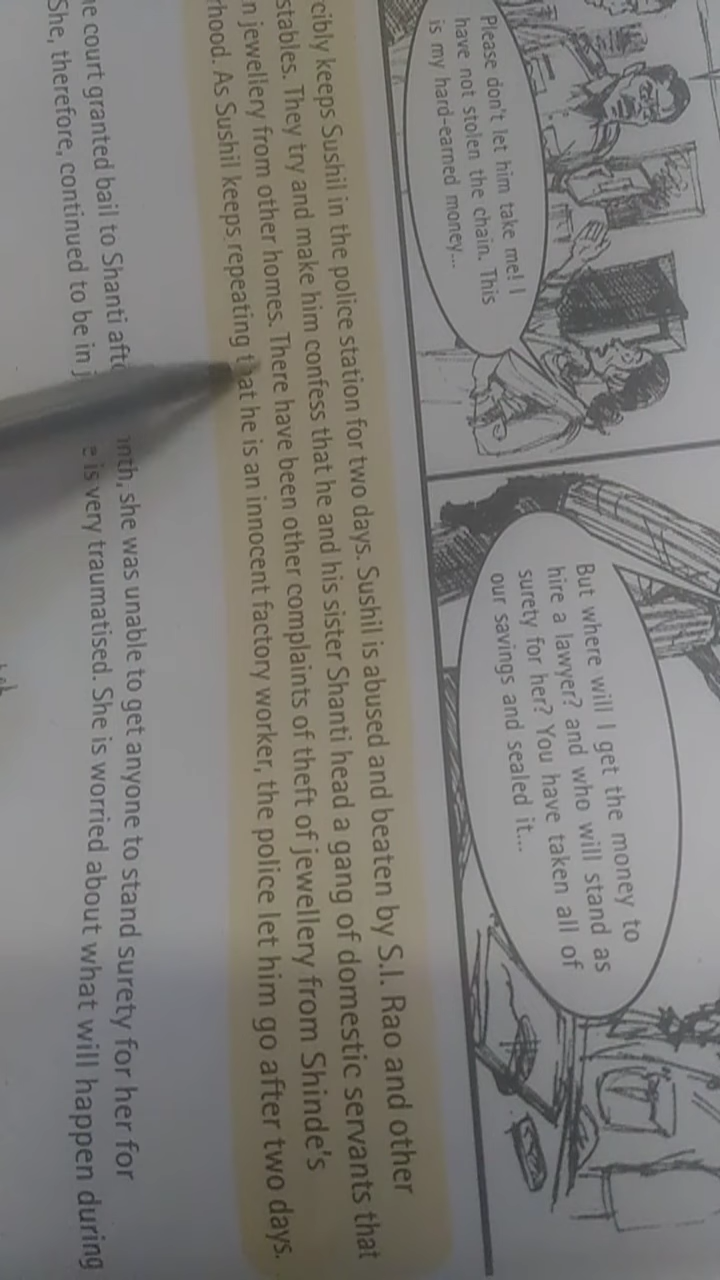 Please don't let him take me! I
have not stolen the chain. This
is my hard-earned money...
But where will I get the money to
hire a lawyer? and who will stand as
surety for her? You have taken all of
our savings and sealed it...
cibly keeps Sushil in the police station for two days. Sushil is abused and beaten by S.I. Rao and other
stables. They try and make him confess that he and his sister Shanti head a gang of domestic servants that
n jewellery from other homes. There have been other complaints of theft of jewellery from Shinde's
rhood. As Sushil keeps repeating that he is an innocent factory worker, the police let him go after two days.
e court granted bail to Shanti afte nth, she was unable to get anyone to stand surety for her for
She, therefore, continued to be in j e is very traumatised. She is worried about what will happen during